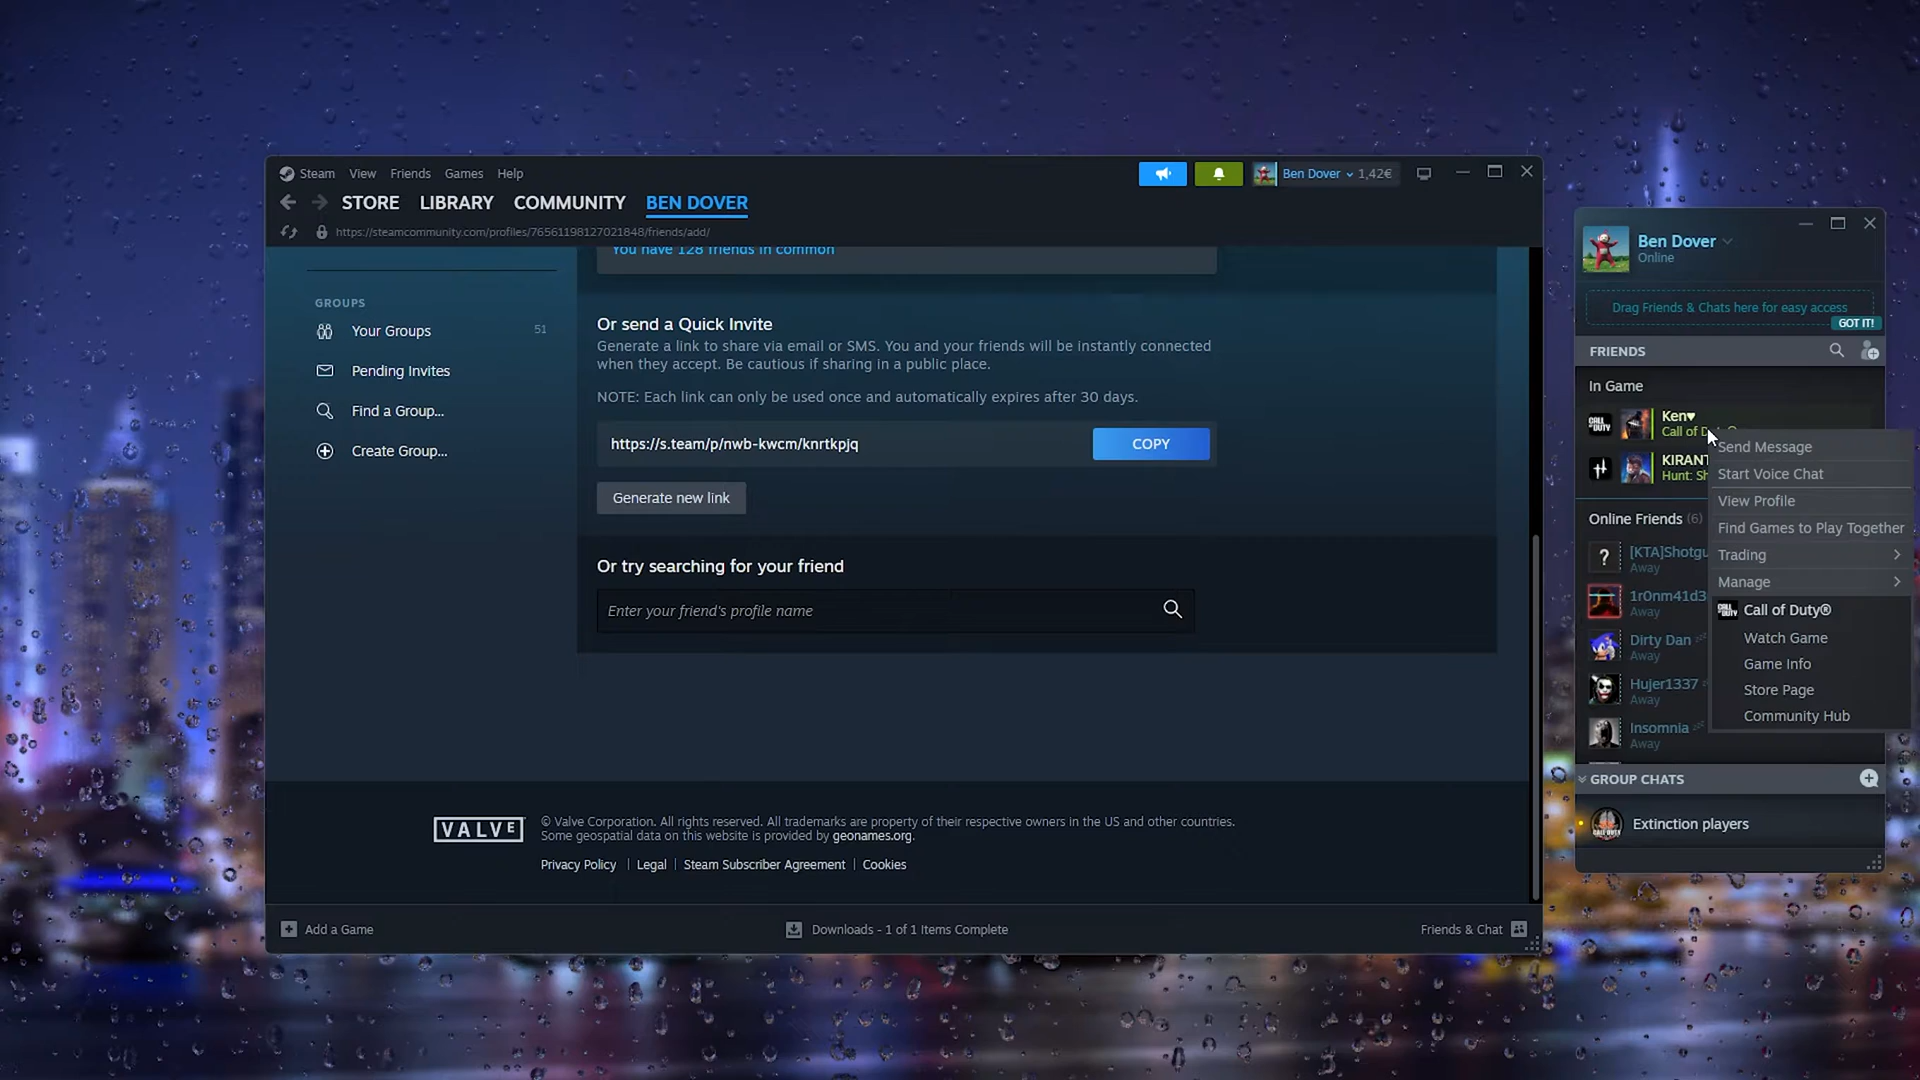 Steam View Friends Games Help
Ben Dover 1,42€
STORE LIBRARY COMMUNITY BEN DOVER
https://steamcommunity.com/profiles/76561198127021848/friends/add/
You have 128 friends in common
GROUPS
Your Groups 51
Pending Invites
Find a Group...
Create Group...
Or send a Quick Invite
Generate a link to share via email or SMS. You and your friends will be instantly connected
when they accept. Be cautious if sharing in a public place.
NOTE: Each link can only be used once and automatically expires after 30 days.
https://s.team/p/nwb-kwcm/knrtkpjq COPY
Generate new link
Or try searching for your friend
Enter your friend's profile name
VALVE
© Valve Corporation. All rights reserved. All trademarks are property of their respective owners in the US and other countries.
Some geospatial data on this website is provided by geonames.org.
Privacy Policy | Legal | Steam Subscriber Agreement | Cookies
Add a Game
Downloads - 1 of 1 Items Complete
Friends & Chat
Ben Dover
Online
Drag Friends & Chats here for easy access
GOT IT!
FRIENDS
In Game
CALL OF DUTY
Ken♥
Call of
KIRANT
Hunt:
Online Friends (6)
[KTA]Shotgu
Away
1r0nm41d3
Away
Dirty Dan
Away
Hujer1337
Away
Insomnia
Away
Send Message
Start Voice Chat
View Profile
Find Games to Play Together
Trading
Manage
CALL OF DUTY
Call of Duty®
Watch Game
Game Info
Store Page
Community Hub
GROUP CHATS
Extinction players